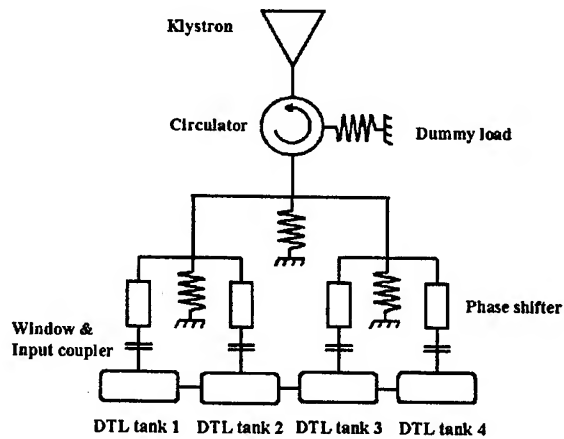 Klystron
Circulator
Dummy load
Phase shifter
Window &
Input coupler
DTL tank 1 DTL tank 2 DTL tank 3 DTL tank 4